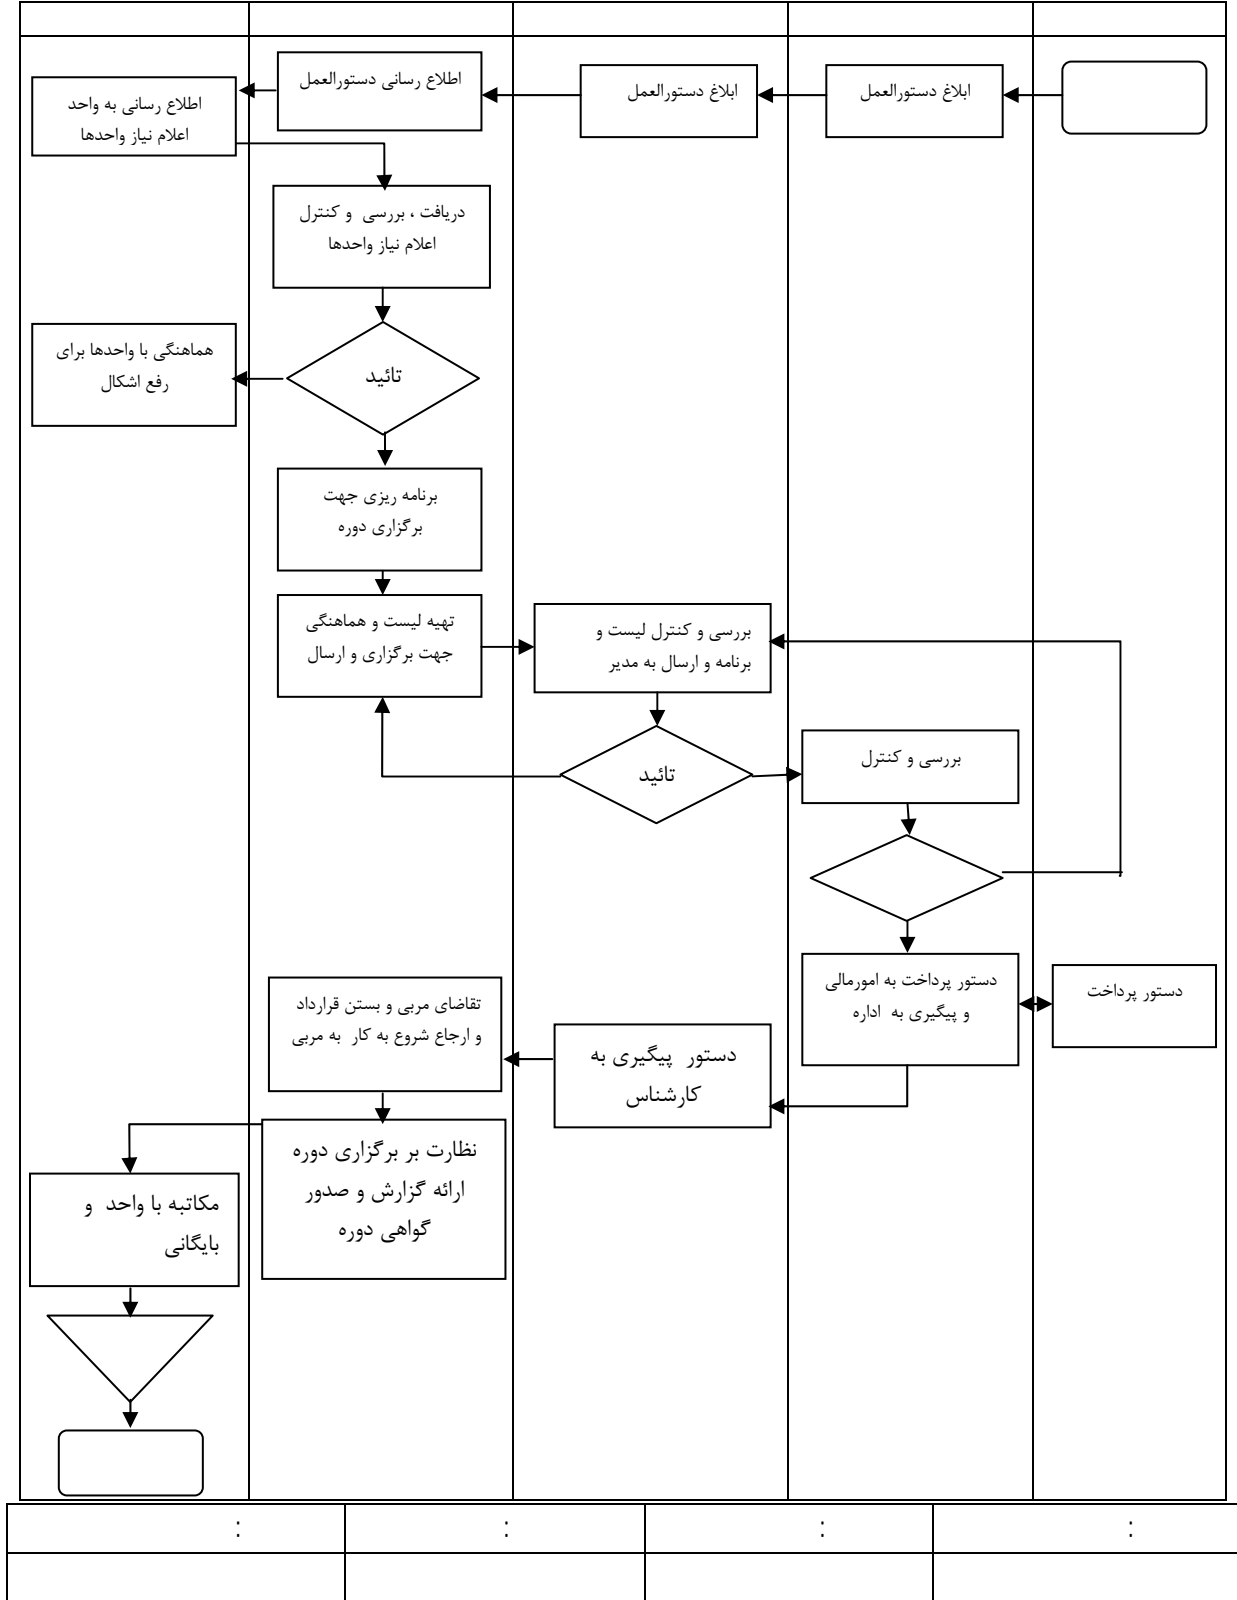 ابلاغ دستورالعمل
ابلاغ دستورالعمل
اطلاع رسانی دستورالعمل
اطلاع رسانی به واحد
اعلام نیاز واحدها
دریافت ، بررسی و کنترل
اعلام نیاز واحدها
تائید
هماهنگی با واحدها برای
رفع اشکال
برنامه ریزی جهت
برگزاری دوره
تهیه لیست و هماهنگی
جهت برگزاری و ارسال
بررسی و کنترل لیست و
برنامه و ارسال به مدیر
تائید
بررسی و کنترل
دستور پرداخت به امورمالی
و پیگیری به اداره
دستور پرداخت
دستور پیگیری به
کارشناس
تقاضای مربی و بستن قرارداد
و ارجاع شروع به کار به مربی
نظارت بر برگزاری دوره
ارائه گزارش و صدور
گواهی دوره
مکاتبه با واحد و
بایگانی
:
:
:
: